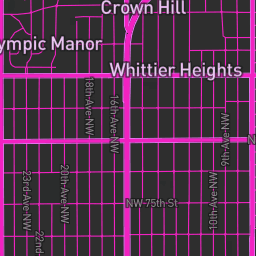 Crown Hill
ympic Manor
Whittier Heights
18th Ave NW
16th Ave NW
9th Ave NW
N
23rd Ave NW
20th Ave NW
10th Ave NW
NW 75th St
22nd